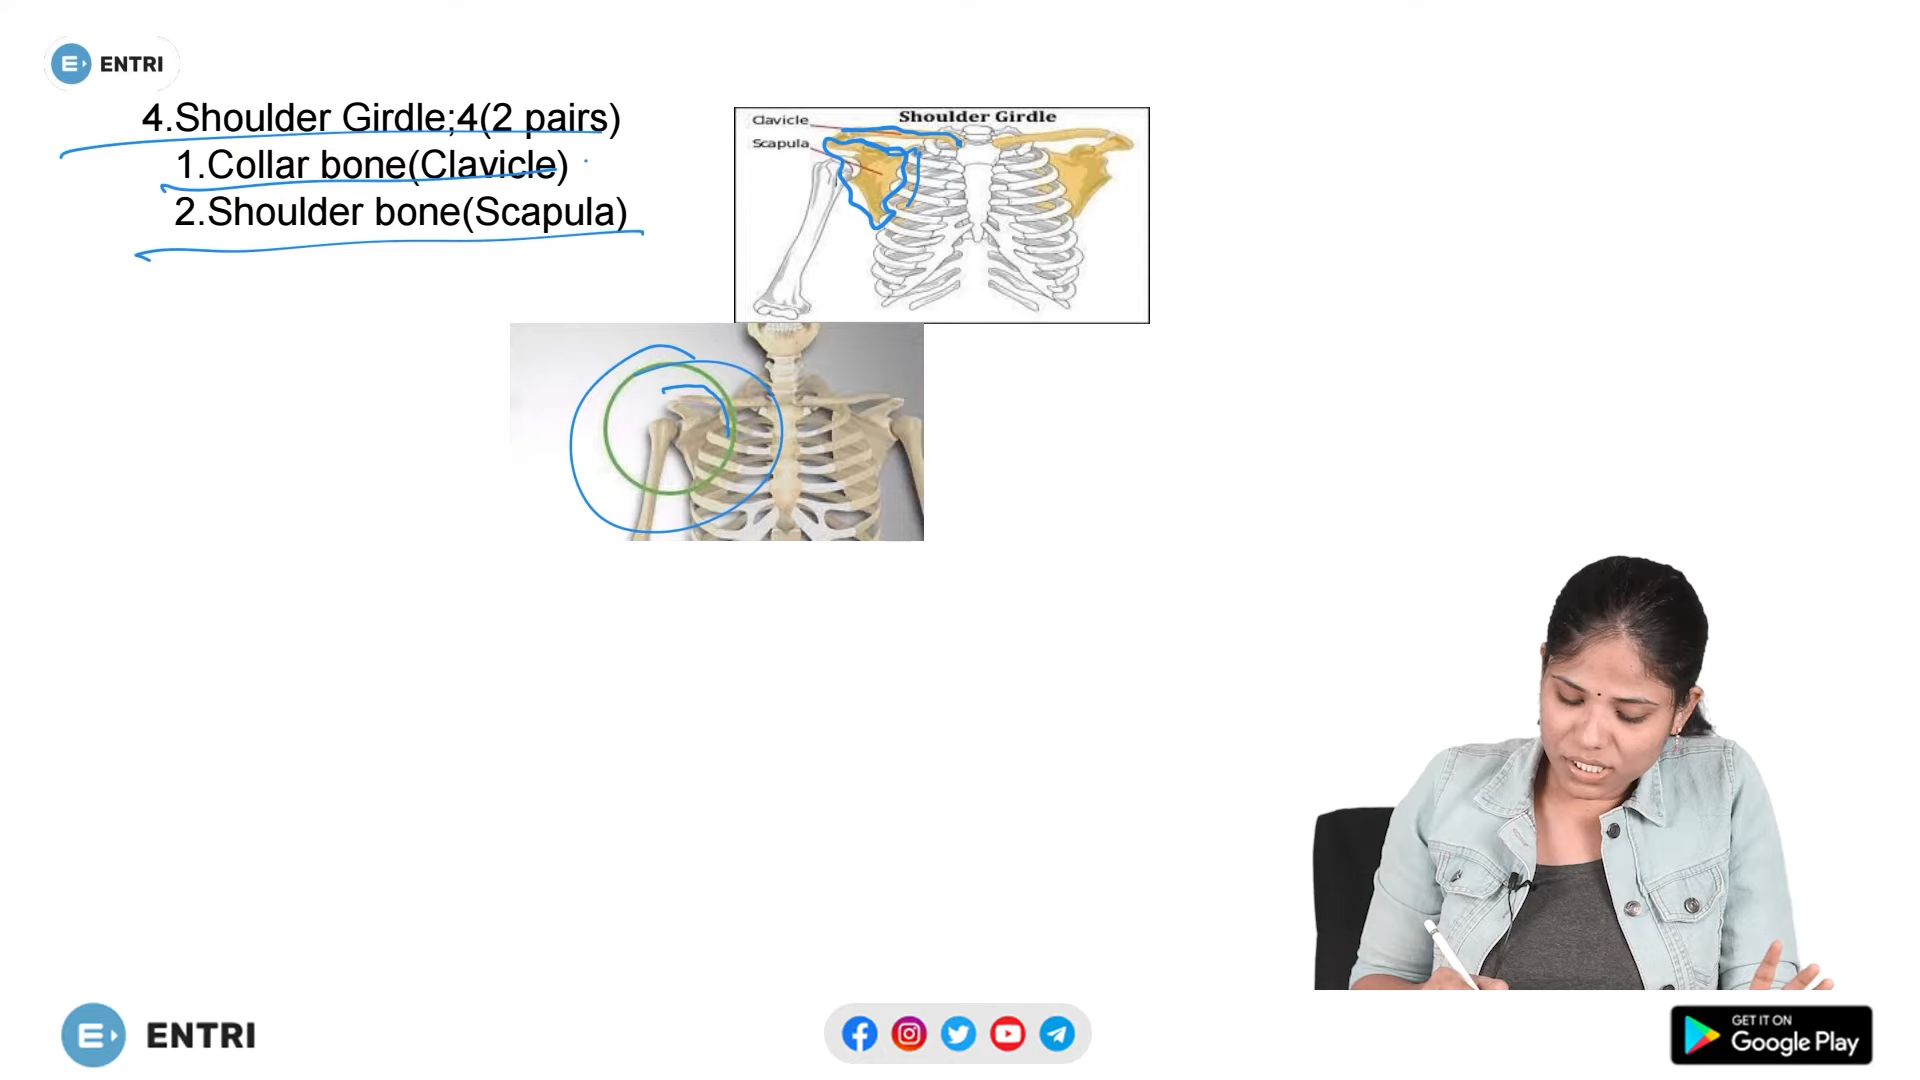 ENTRI
4.Shoulder Girdle;4(2 pairs)
1.Collar bone(Clavicle)
2.Shoulder bone(Scapula)
Shoulder Girdle
Clavicle
Scapula
ENTRI
GET IT ON
Google Play